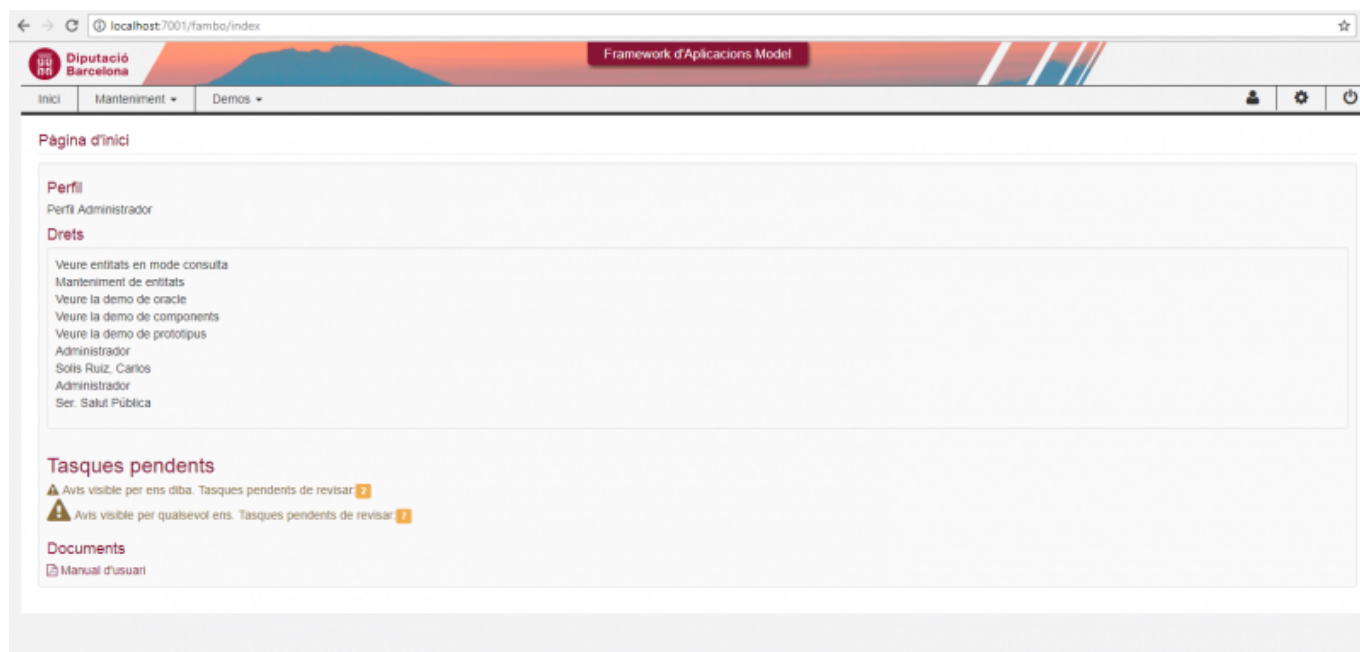 localhost:7001/fambo/index
Diputació
Barcelona
Framework d'Aplicacions Model
Inici Manteniment Demos
Pàgina d'inici
Perfil
Perfil Administrador
Drets
Veure entitats en mode consulta
Manteniment de entitats
Veure la demo de oracle
Veure la demo de components
Veure la demo de prototipus
Administrador
Solis Ruiz, Carlos
Administrador
Ser. Salut Pública
Tasques pendents
Avis visible per ens diba. Tasques pendents de revisar:
Avis visible per qualsevol ens. Tasques pendents de revisar:
Documents
Manual d'usuari